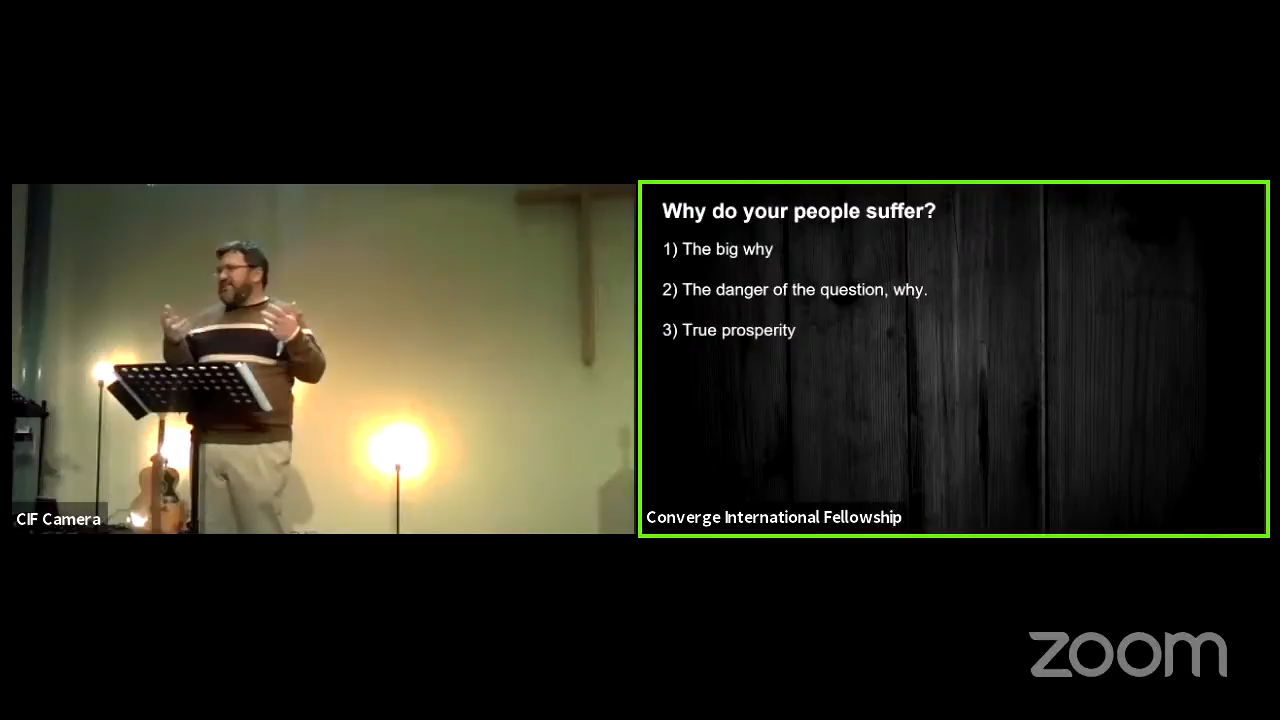 Why do your people suffer?
1) The big why
2) The danger of the question, why.
3) True prosperity
CIF Camera
Converge International Fellowship
zoom